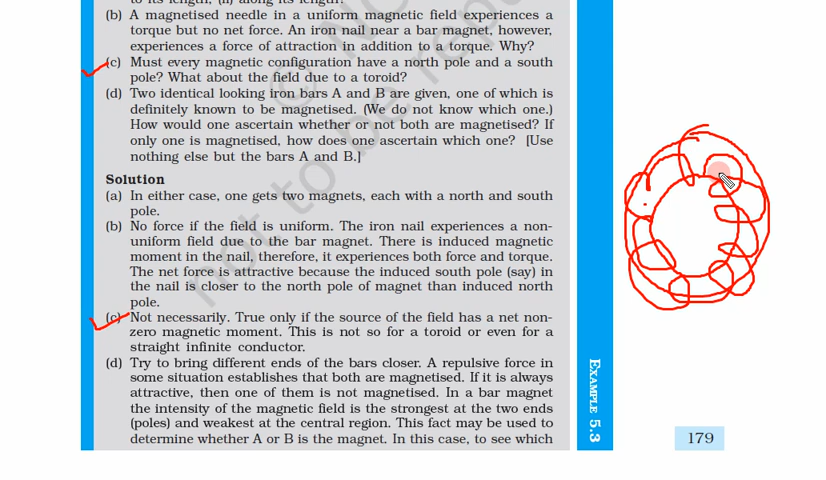 to its length, (ii) along its length?
(b) A magnetised needle in a uniform magnetic field experiences a
torque but no net force. An iron nail near a bar magnet, however,
experiences a force of attraction in addition to a torque. Why?
(c) Must every magnetic configuration have a north pole and a south
pole? What about the field due to a toroid?
(d) Two identical looking iron bars A and B are given, one of which is
definitely known to be magnetised. (We do not know which one.)
How would one ascertain whether or not both are magnetised? If
only one is magnetised, how does one ascertain which one? [Use
nothing else but the bars A and B.]
Solution
(a) In either case, one gets two magnets, each with a north and south
pole.
(b) No force if the field is uniform. The iron nail experiences a non-
uniform field due to the bar magnet. There is induced magnetic
moment in the nail, therefore, it experiences both force and torque.
The net force is attractive because the induced south pole (say) in
the nail is closer to the north pole of magnet than induced north
pole.
(c) Not necessarily. True only if the source of the field has a net non-
zero magnetic moment. This is not so for a toroid or even for a
straight infinite conductor.
(d) Try to bring different ends of the bars closer. A repulsive force in
some situation establishes that both are magnetised. If it is always
attractive, then one of them is not magnetised. In a bar magnet
the intensity of the magnetic field is the strongest at the two ends
(poles) and weakest at the central region. This fact may be used to
determine whether A or B is the magnet. In this case, to see which
EXAMPLE 5.3
179
not to be repu
© NC